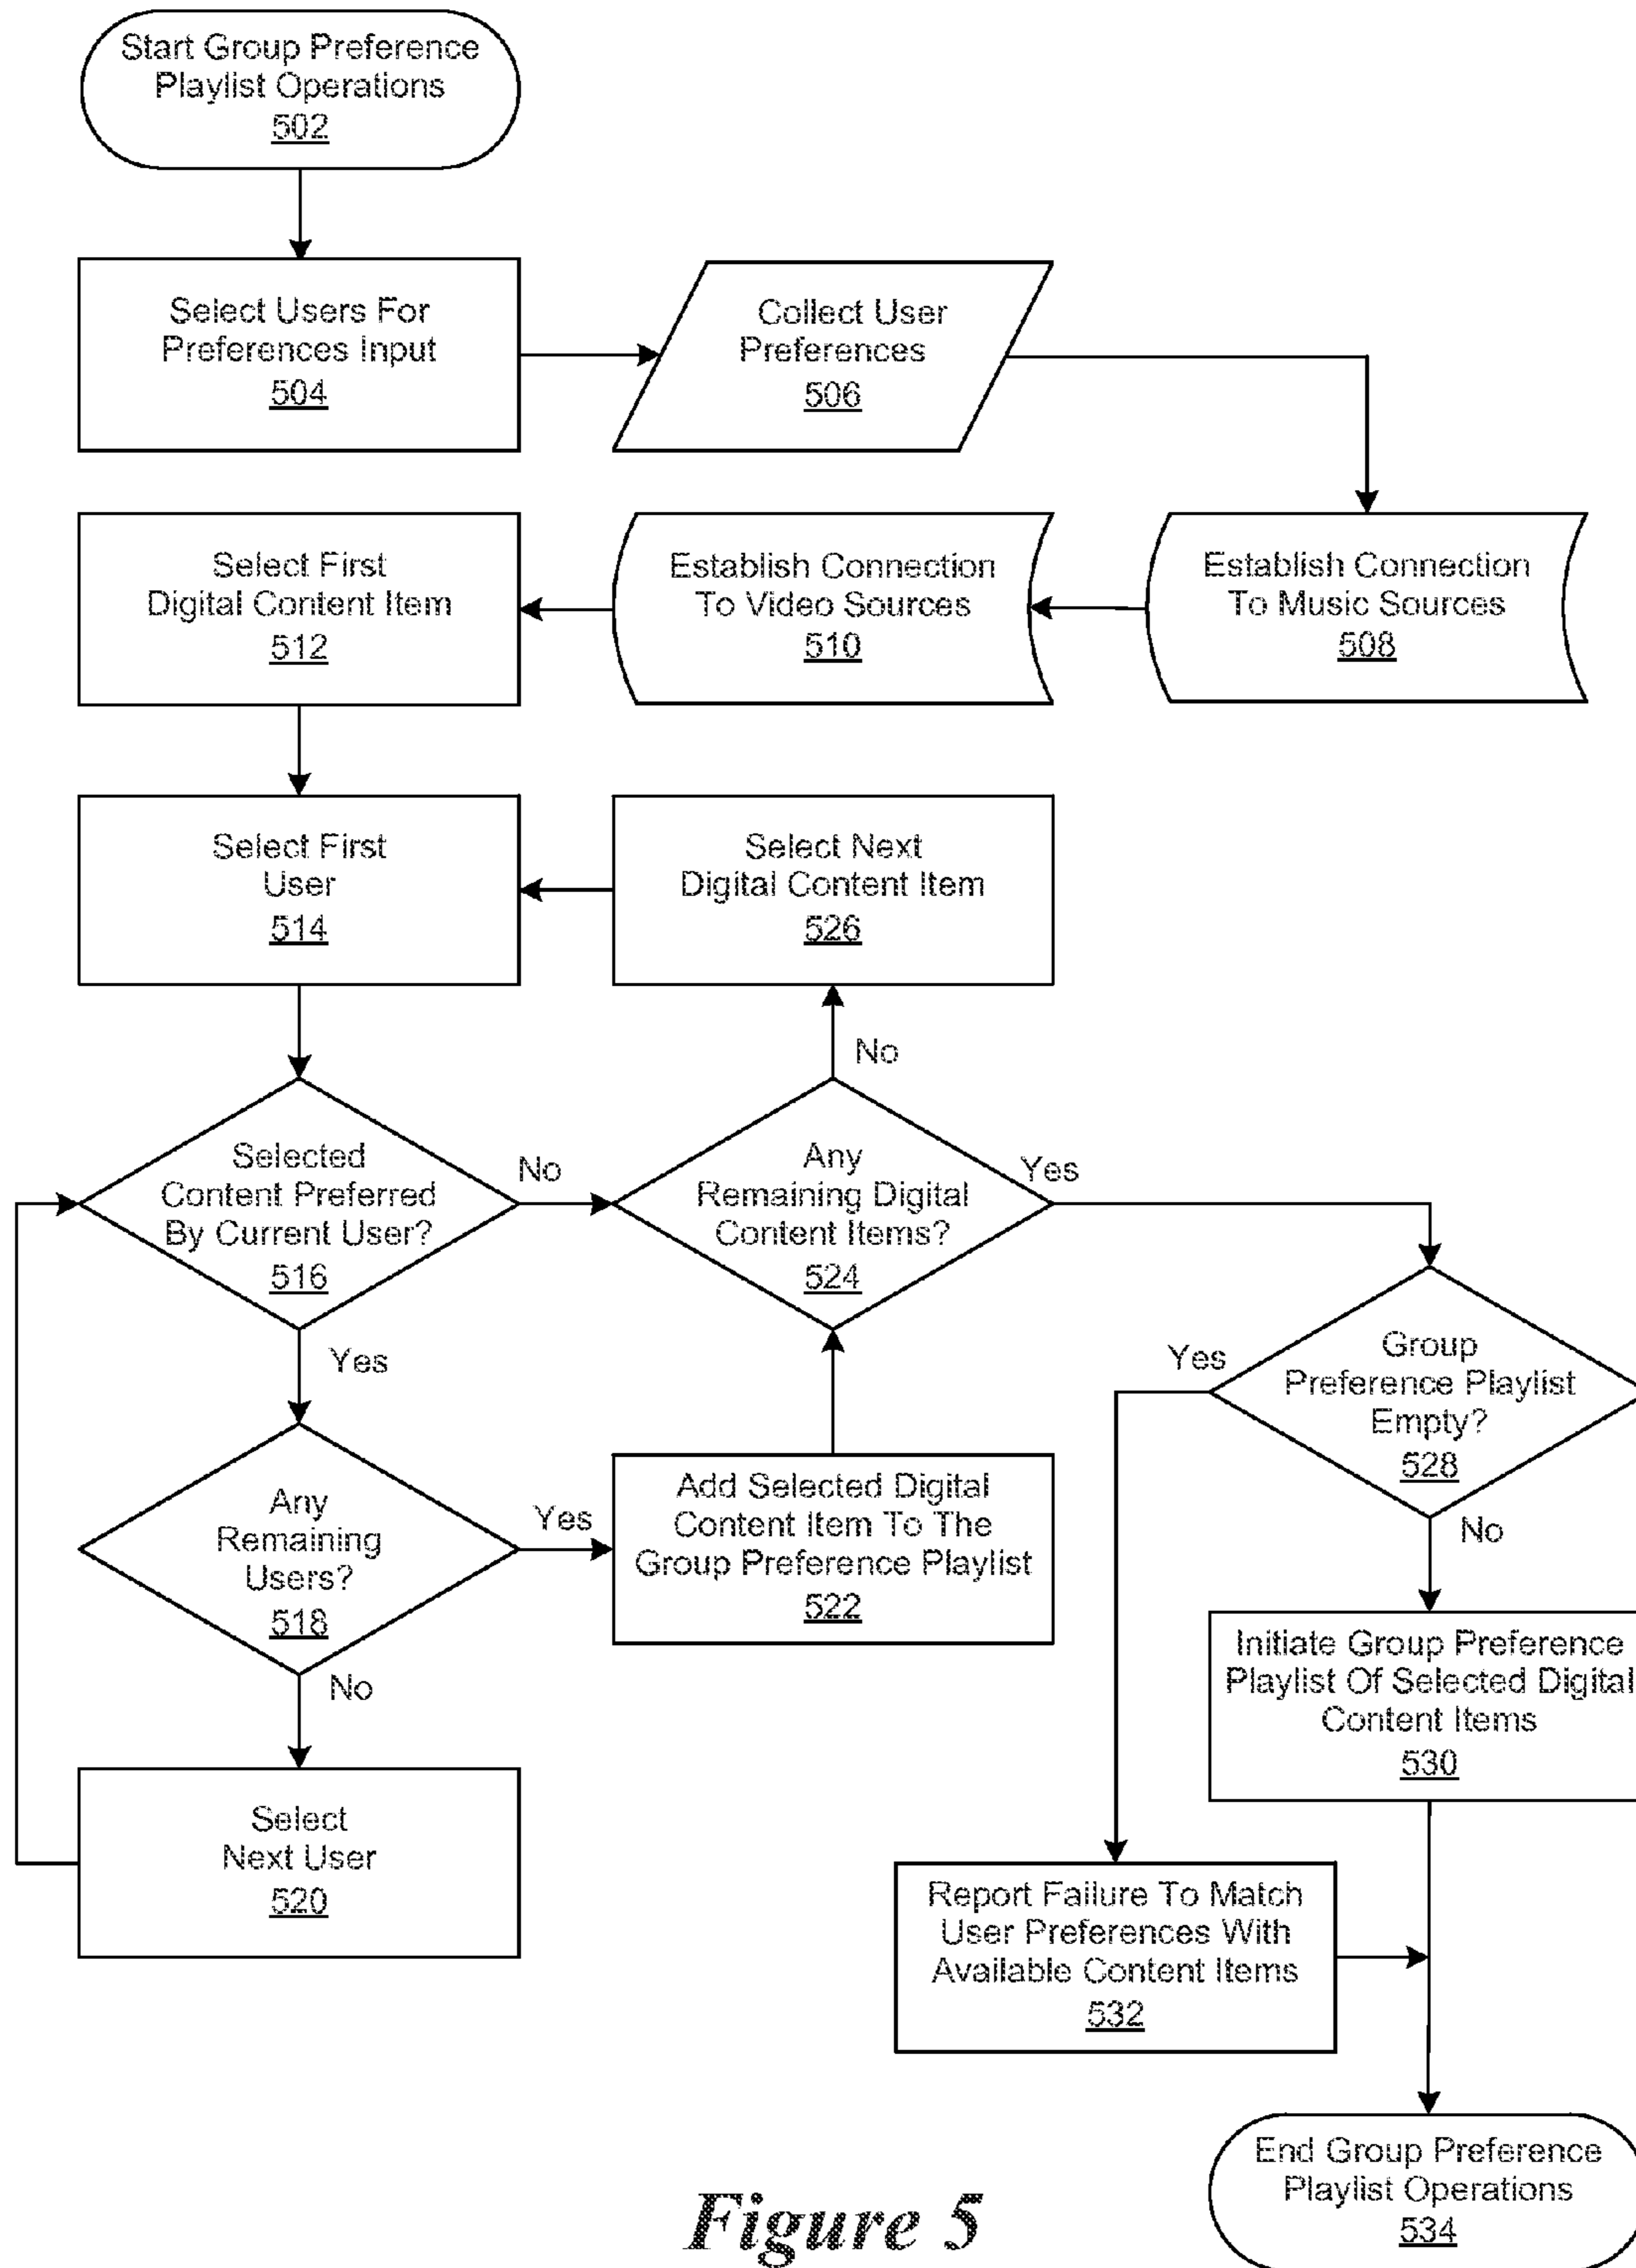 Start Group Preference
Playlist Operations
502
Select Users For
Preferences Input
504
Collect User
Preferences
506
Select First
Digital Content Item
512
Establish Connection
To Video Sources
510
Establish Connection
To Music Sources
508
Select First
User
514
Select Next
Digital Content Item
526
No
Selected
Content Preferred
By Current User?
516
No
Any
Remaining Digital
Content Items?
524
Yes
Yes
Group
Preference Playlist
Empty?
528
Yes
No
Any
Remaining
Users?
518
Yes
Add Selected Digital
Content Item To The
Group Preference Playlist
522
No
Initiate Group Preference
Playlist Of Selected Digital
Content Items
530
Select
Next User
520
Report Failure To Match
User Preferences With
Available Content Items
532
End Group Preference
Playlist Operations
534
Figure 5